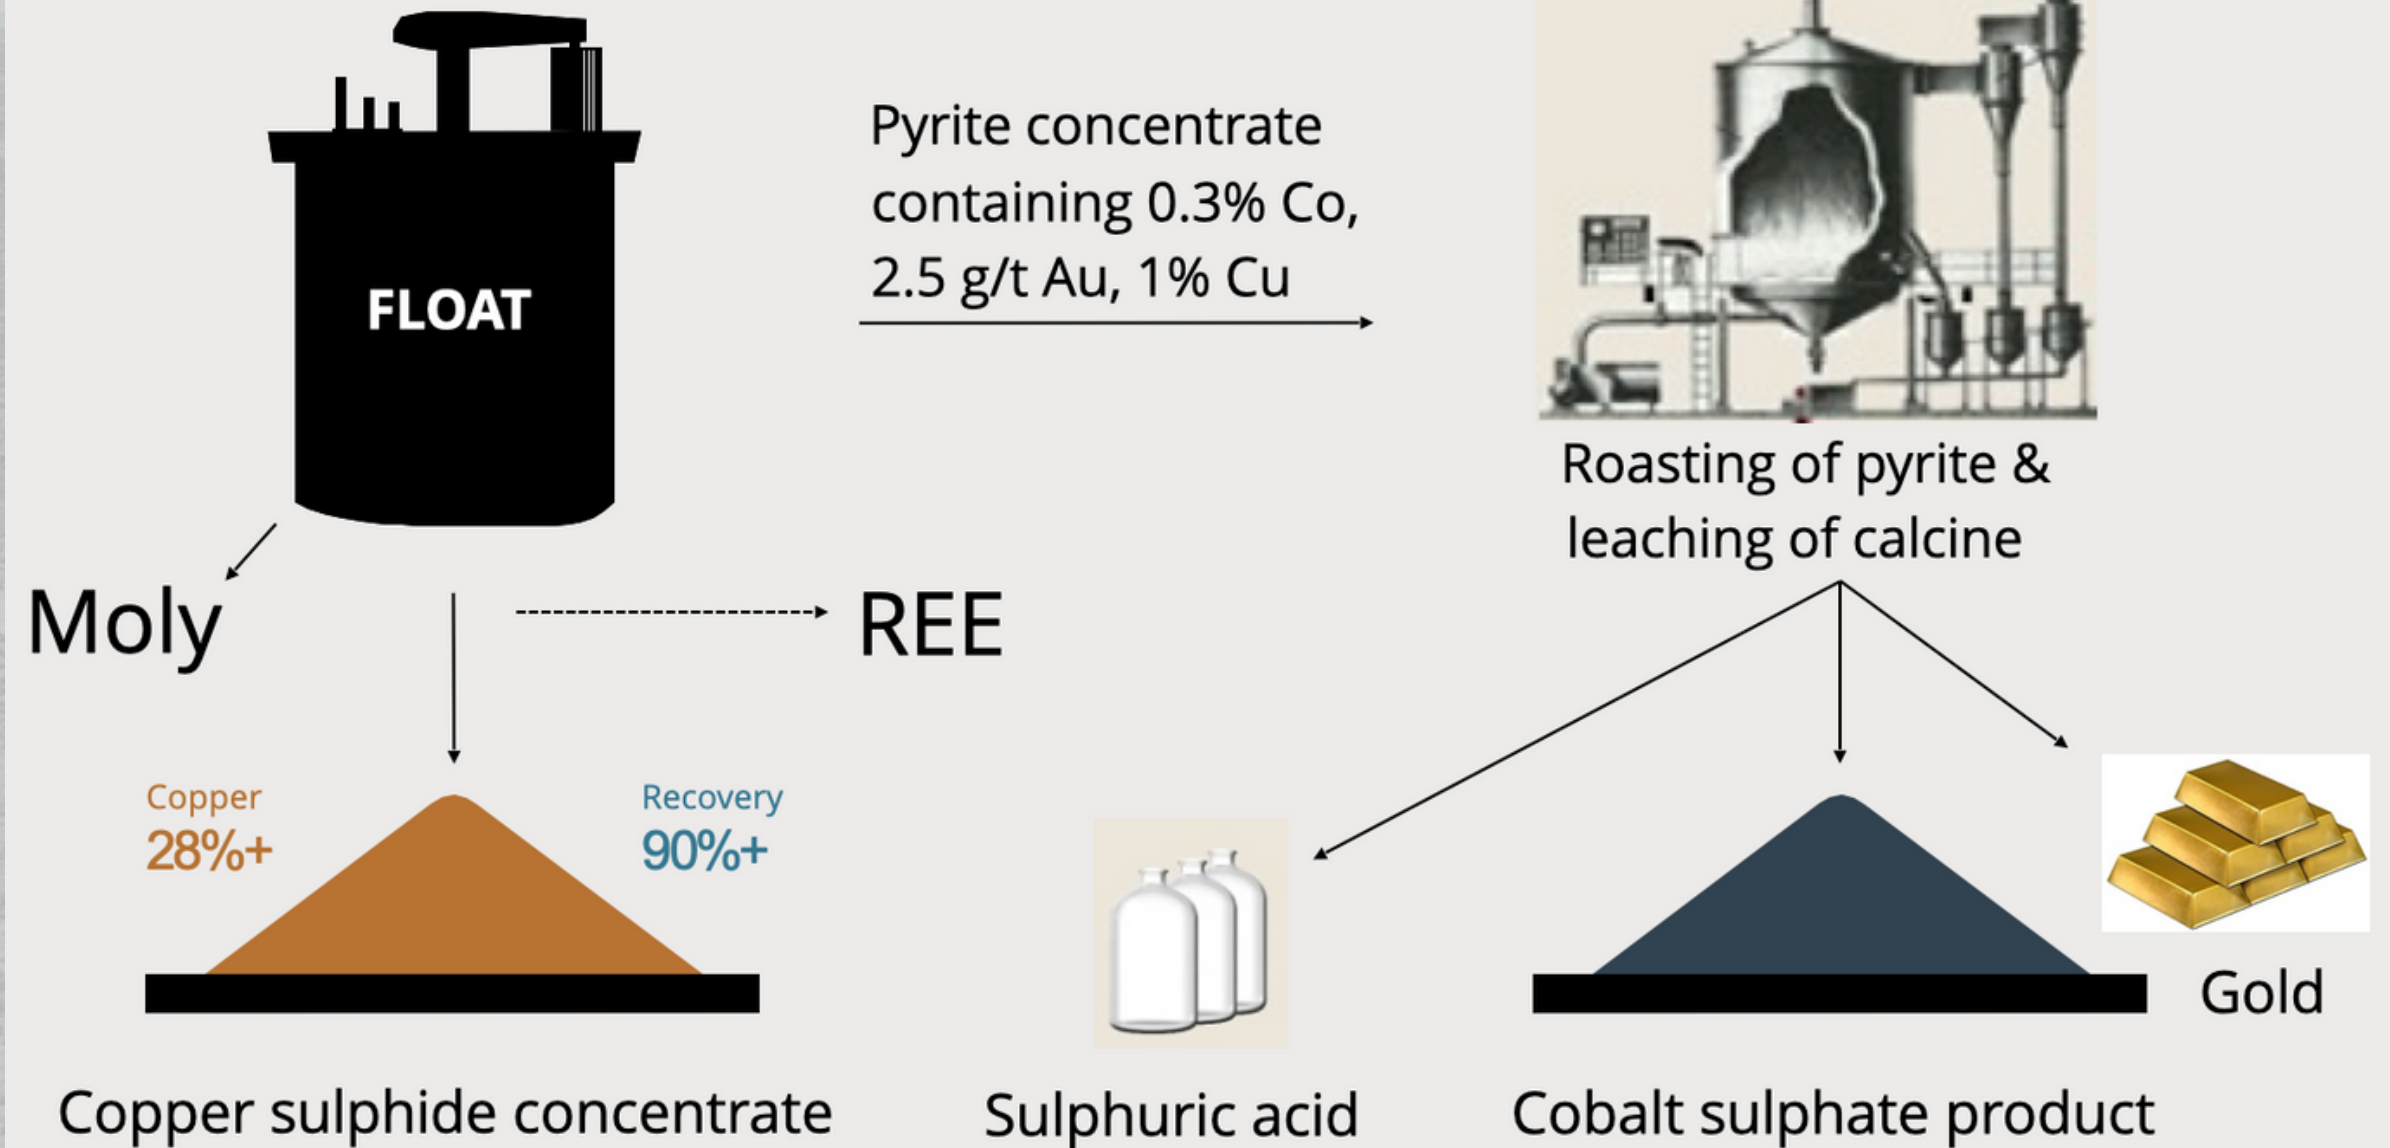 FLOAT
Pyrite concentrate
containing 0.3% Co,
2.5 g/t Au, 1% Cu
Roasting of pyrite &
leaching of calcine
Moly
REE
Copper
28%+
Recovery
90%+
Gold
Copper sulphide concentrate
Sulphuric acid
Cobalt sulphate product